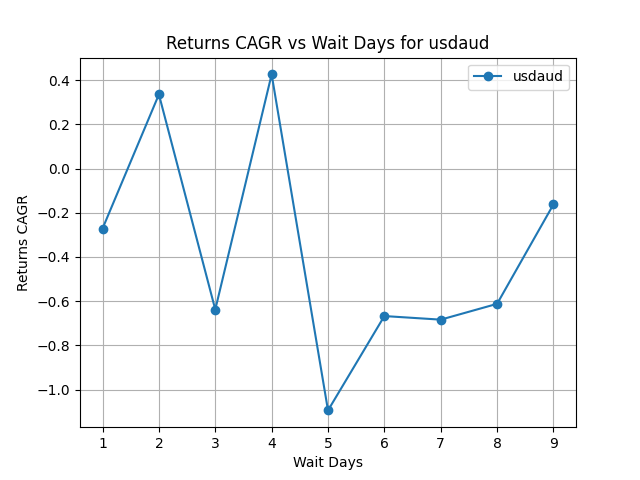 Returns CAGR vs Wait Days for usdaud
usdaud
0.4
0.2
0.0
−0.2
−0.4
−0.6
−0.8
−1.0
Returns CAGR
1 2 3 4 5 6 7 8 9
Wait Days